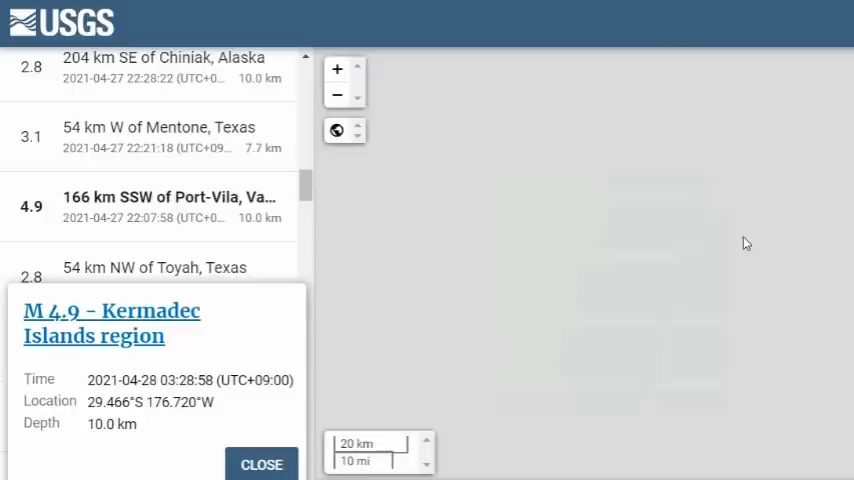 USGS
2.8
204 km SE of Chiniak, Alaska
2021-04-27 22:28:22 (UTC+0... 10.0 km
3.1
54 km W of Mentone, Texas
2021-04-27 22:21:18 (UTC+09... 7.7 km
4.9
166 km SSW of Port-Vila, Va...
2021-04-27 22:07:58 (UTC+0... 10.0 km
2.8
54 km NW of Toyah, Texas
M 4.9 - Kermadec
Islands region
Time 2021-04-28 03:28:58 (UTC+09:00)
Location 29.466°S 176.720°W
Depth 10.0 km
CLOSE
+
−
20 km
10 mi